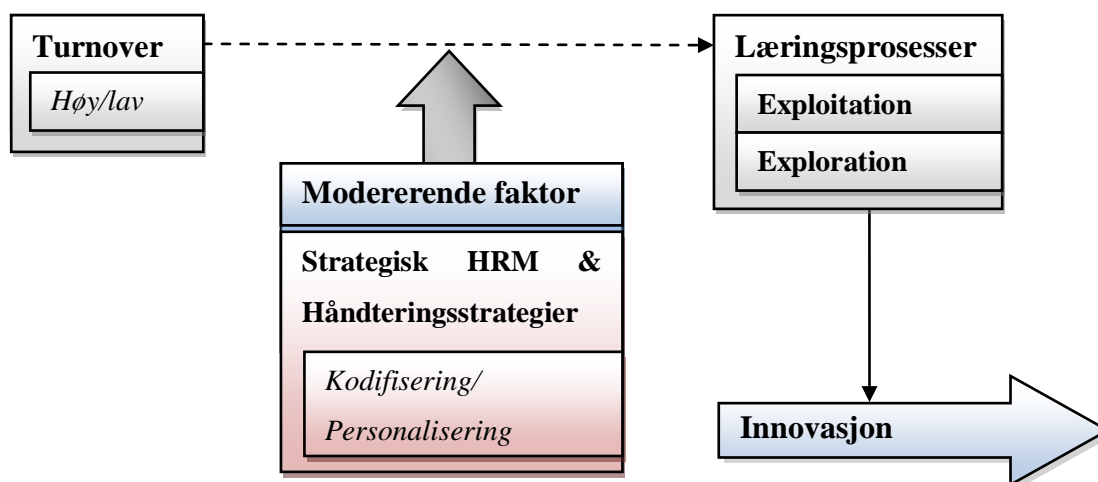 Turnover
Høy/lav
Læringsprosesser
Exploitation
Exploration
Modererende faktor
Strategisk HRM &
Håndteringsstrategier
Kodifisering/
Personalisering
Innovasjon